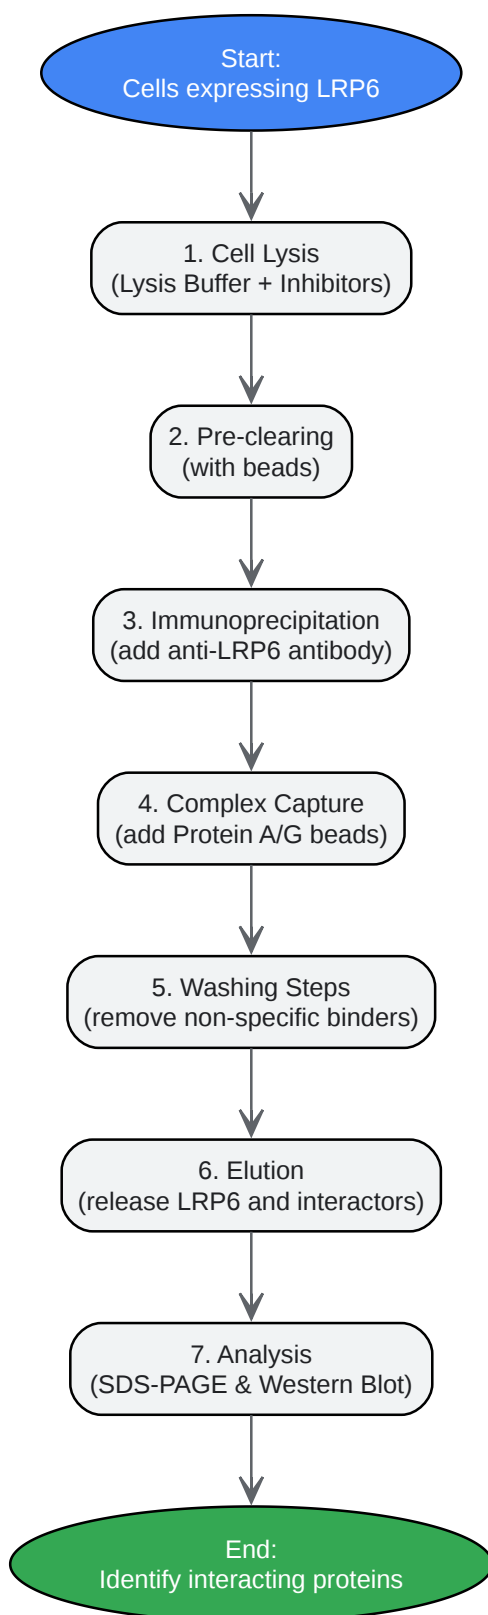 Start:
Cells expressing LRP6
1. Cell Lysis
(Lysis Buffer + Inhibitors)
2. Pre-clearing
(with beads)
3. Immunoprecipitation
(add anti-LRP6 antibody)
4. Complex Capture
(add Protein A/G beads)
5. Washing Steps
(remove non-specific binders)
6. Elution
(release LRP6 and interactors)
7. Analysis
(SDS-PAGE & Western Blot)
End:
Identify interacting proteins